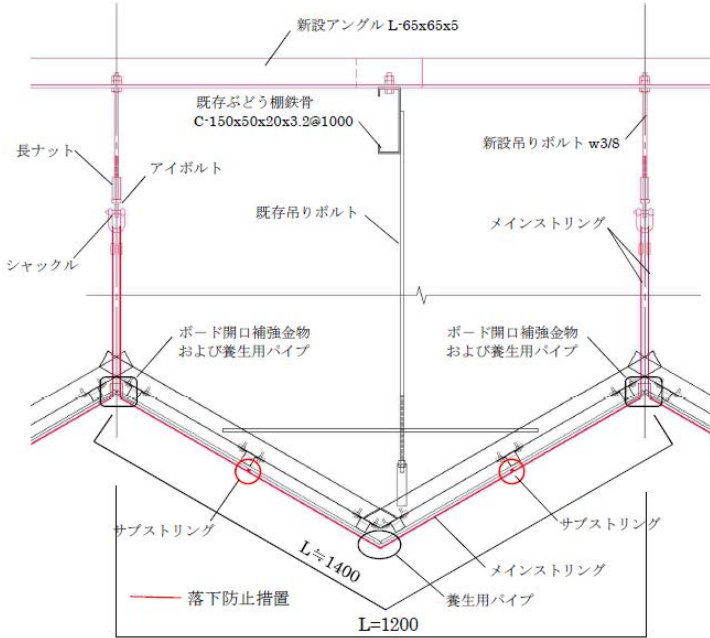 新設アングル L-65x65x5
既存ぶどう棚鉄骨
C-150x50x20x3.2@1000
新設吊りボルト w3/8
長ナット
アイボルト
既存吊りボルト
メインストリング
シャックル
ボード開口補強金物
および養生用パイプ
ボード開口補強金物
および養生用パイプ
サブストリング
サブストリング
L≒1400
メインストリング
落下防止措置
養生用パイプ
L=1200